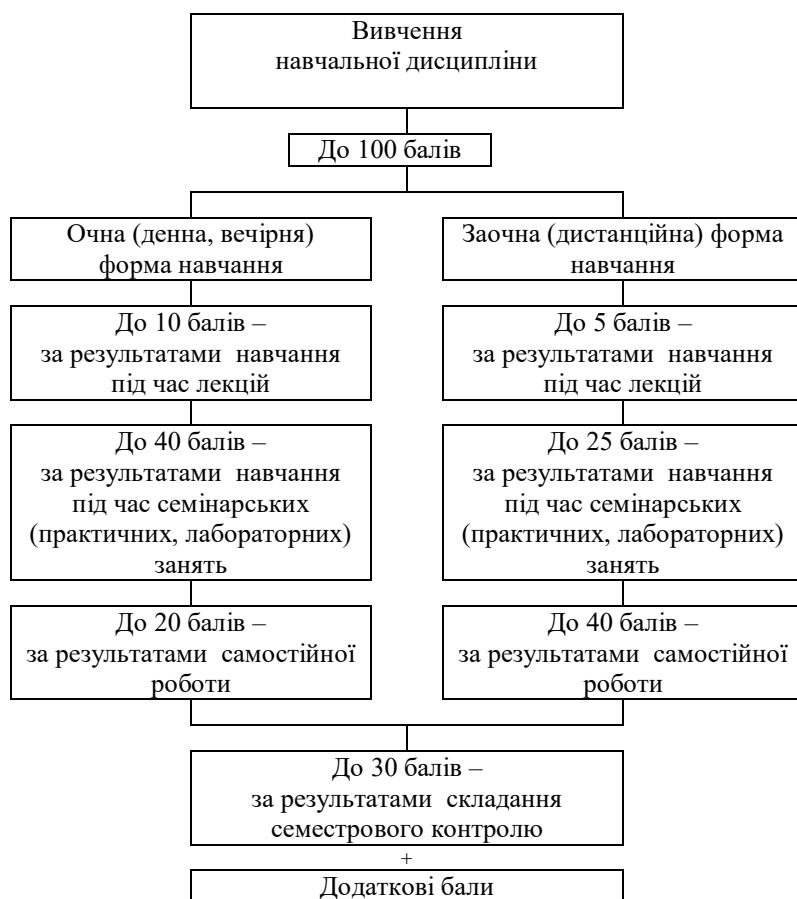 Вивчення
навчальної дисципліни
До 100 балів
Очна (денна, вечірня)
форма навчання
До 10 балів –
за результатами навчання
під час лекцій
До 40 балів –
за результатами навчання
під час семінарських
(практичних, лабораторних)
занять
До 20 балів –
за результатами самостійної
роботи
Заочна (дистанційна) форма
навчання
До 5 балів –
за результатами навчання
під час лекцій
До 25 балів –
за результатами навчання
під час семінарських
(практичних, лабораторних)
занять
До 40 балів –
за результатами самостійної
роботи
До 30 балів –
за результатами складання
семестрового контролю
+
Додаткові бали